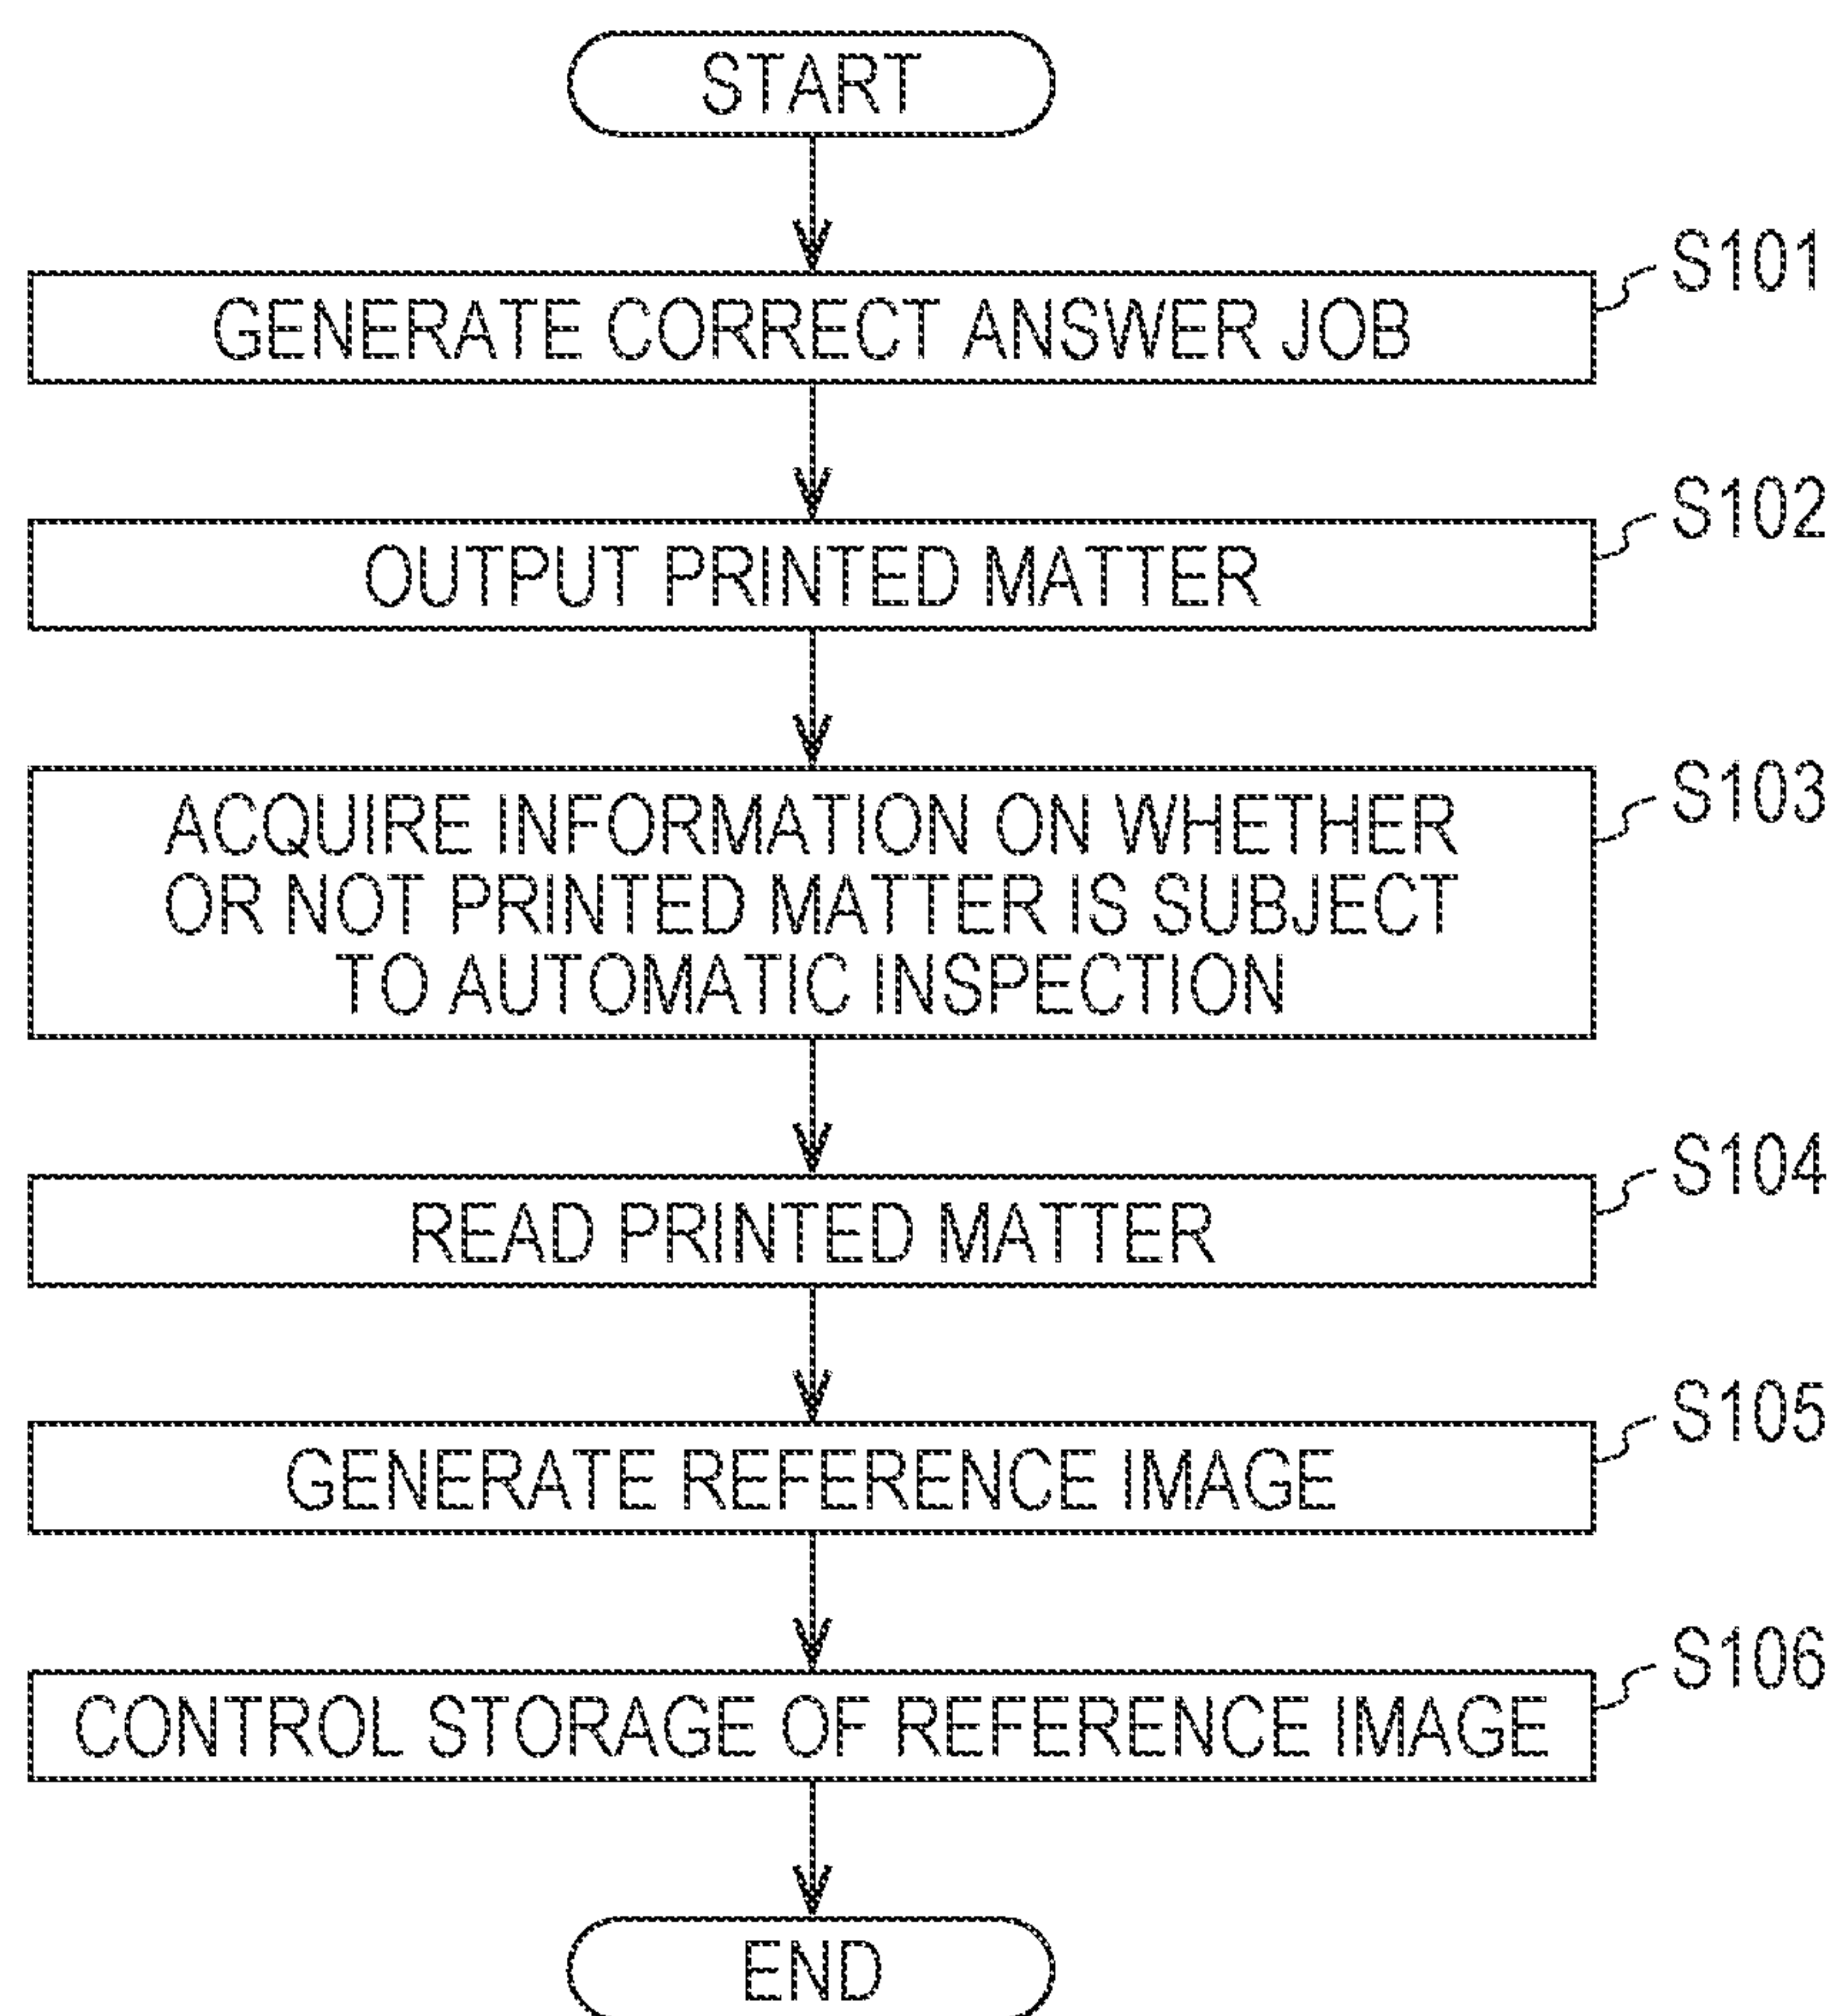 START
S101
GENERATE CORRECT ANSWER JOB
S102
OUTPUT PRINTED MATTER
S103
ACQUIRE INFORMATION ON WHETHER
OR NOT PRINTED MATTER IS SUBJECT
TO AUTOMATIC INSPECTION
S104
READ PRINTED MATTER
S105
GENERATE REFERENCE IMAGE
S106
CONTROL STORAGE OF REFERENCE IMAGE
END